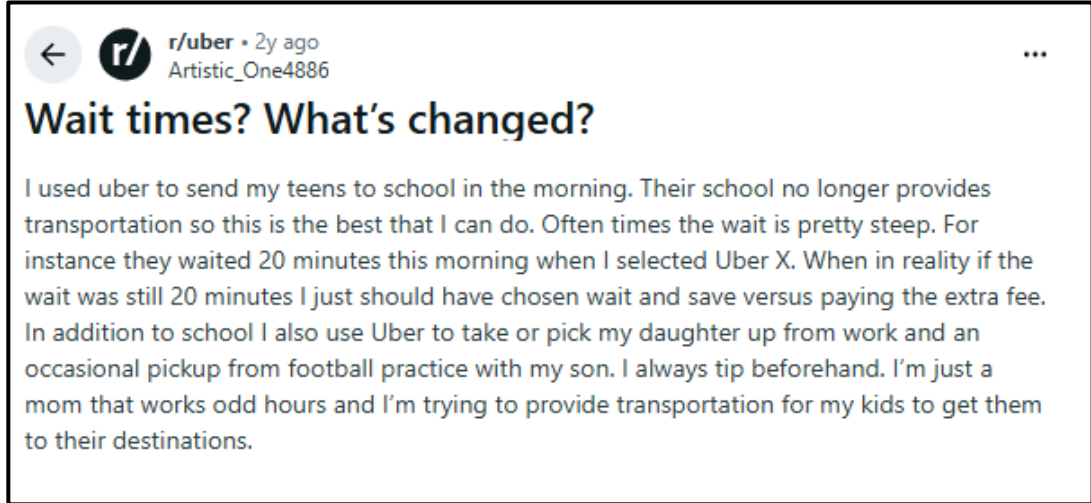 r/uber • 2y ago
r/ Artistic_One4886
Wait times? What's changed?
I used uber to send my teens to school in the morning. Their school no longer provides
transportation so this is the best that I can do. Often times the wait is pretty steep. For
instance they waited 20 minutes this morning when I selected Uber X. When in reality if the
wait was still 20 minutes I just should have chosen wait and save versus paying the extra fee.
In addition to school I also use Uber to take or pick my daughter up from work and an
occasional pickup from football practice with my son. I always tip beforehand. I'm just a
mom that works odd hours and I'm trying to provide transportation for my kids to get them
to their destinations.